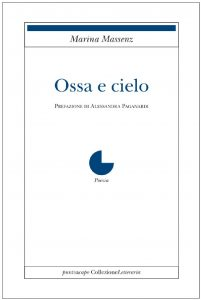 Marina Massenz
Ossa e cielo
Prefazione di Alessandra Paganardi
Poesia
puntoacapo CollezioneLetteraria